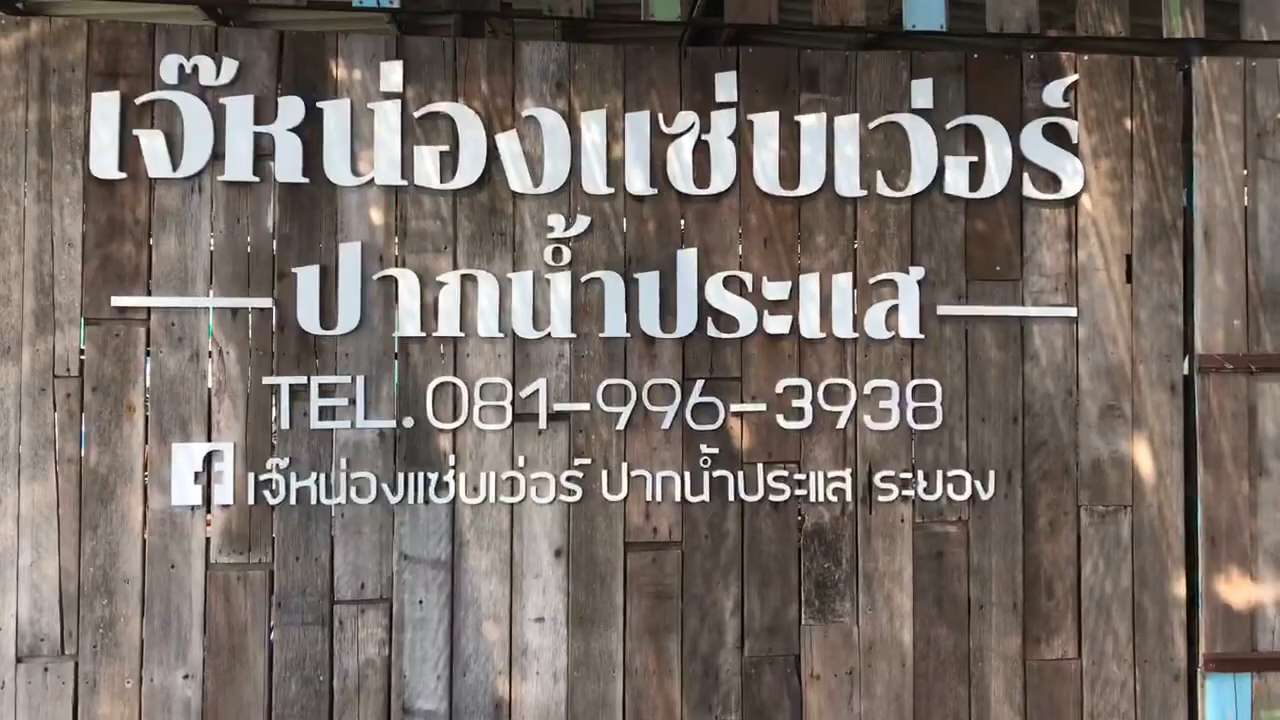 เจ๊หน่องแซ่บเว่อร์
ปากน้ำประแส
TEL.081-996-3938
f เจ๊หน่องแซ่บเว่อร์ ปากน้ำประแส ระยอง